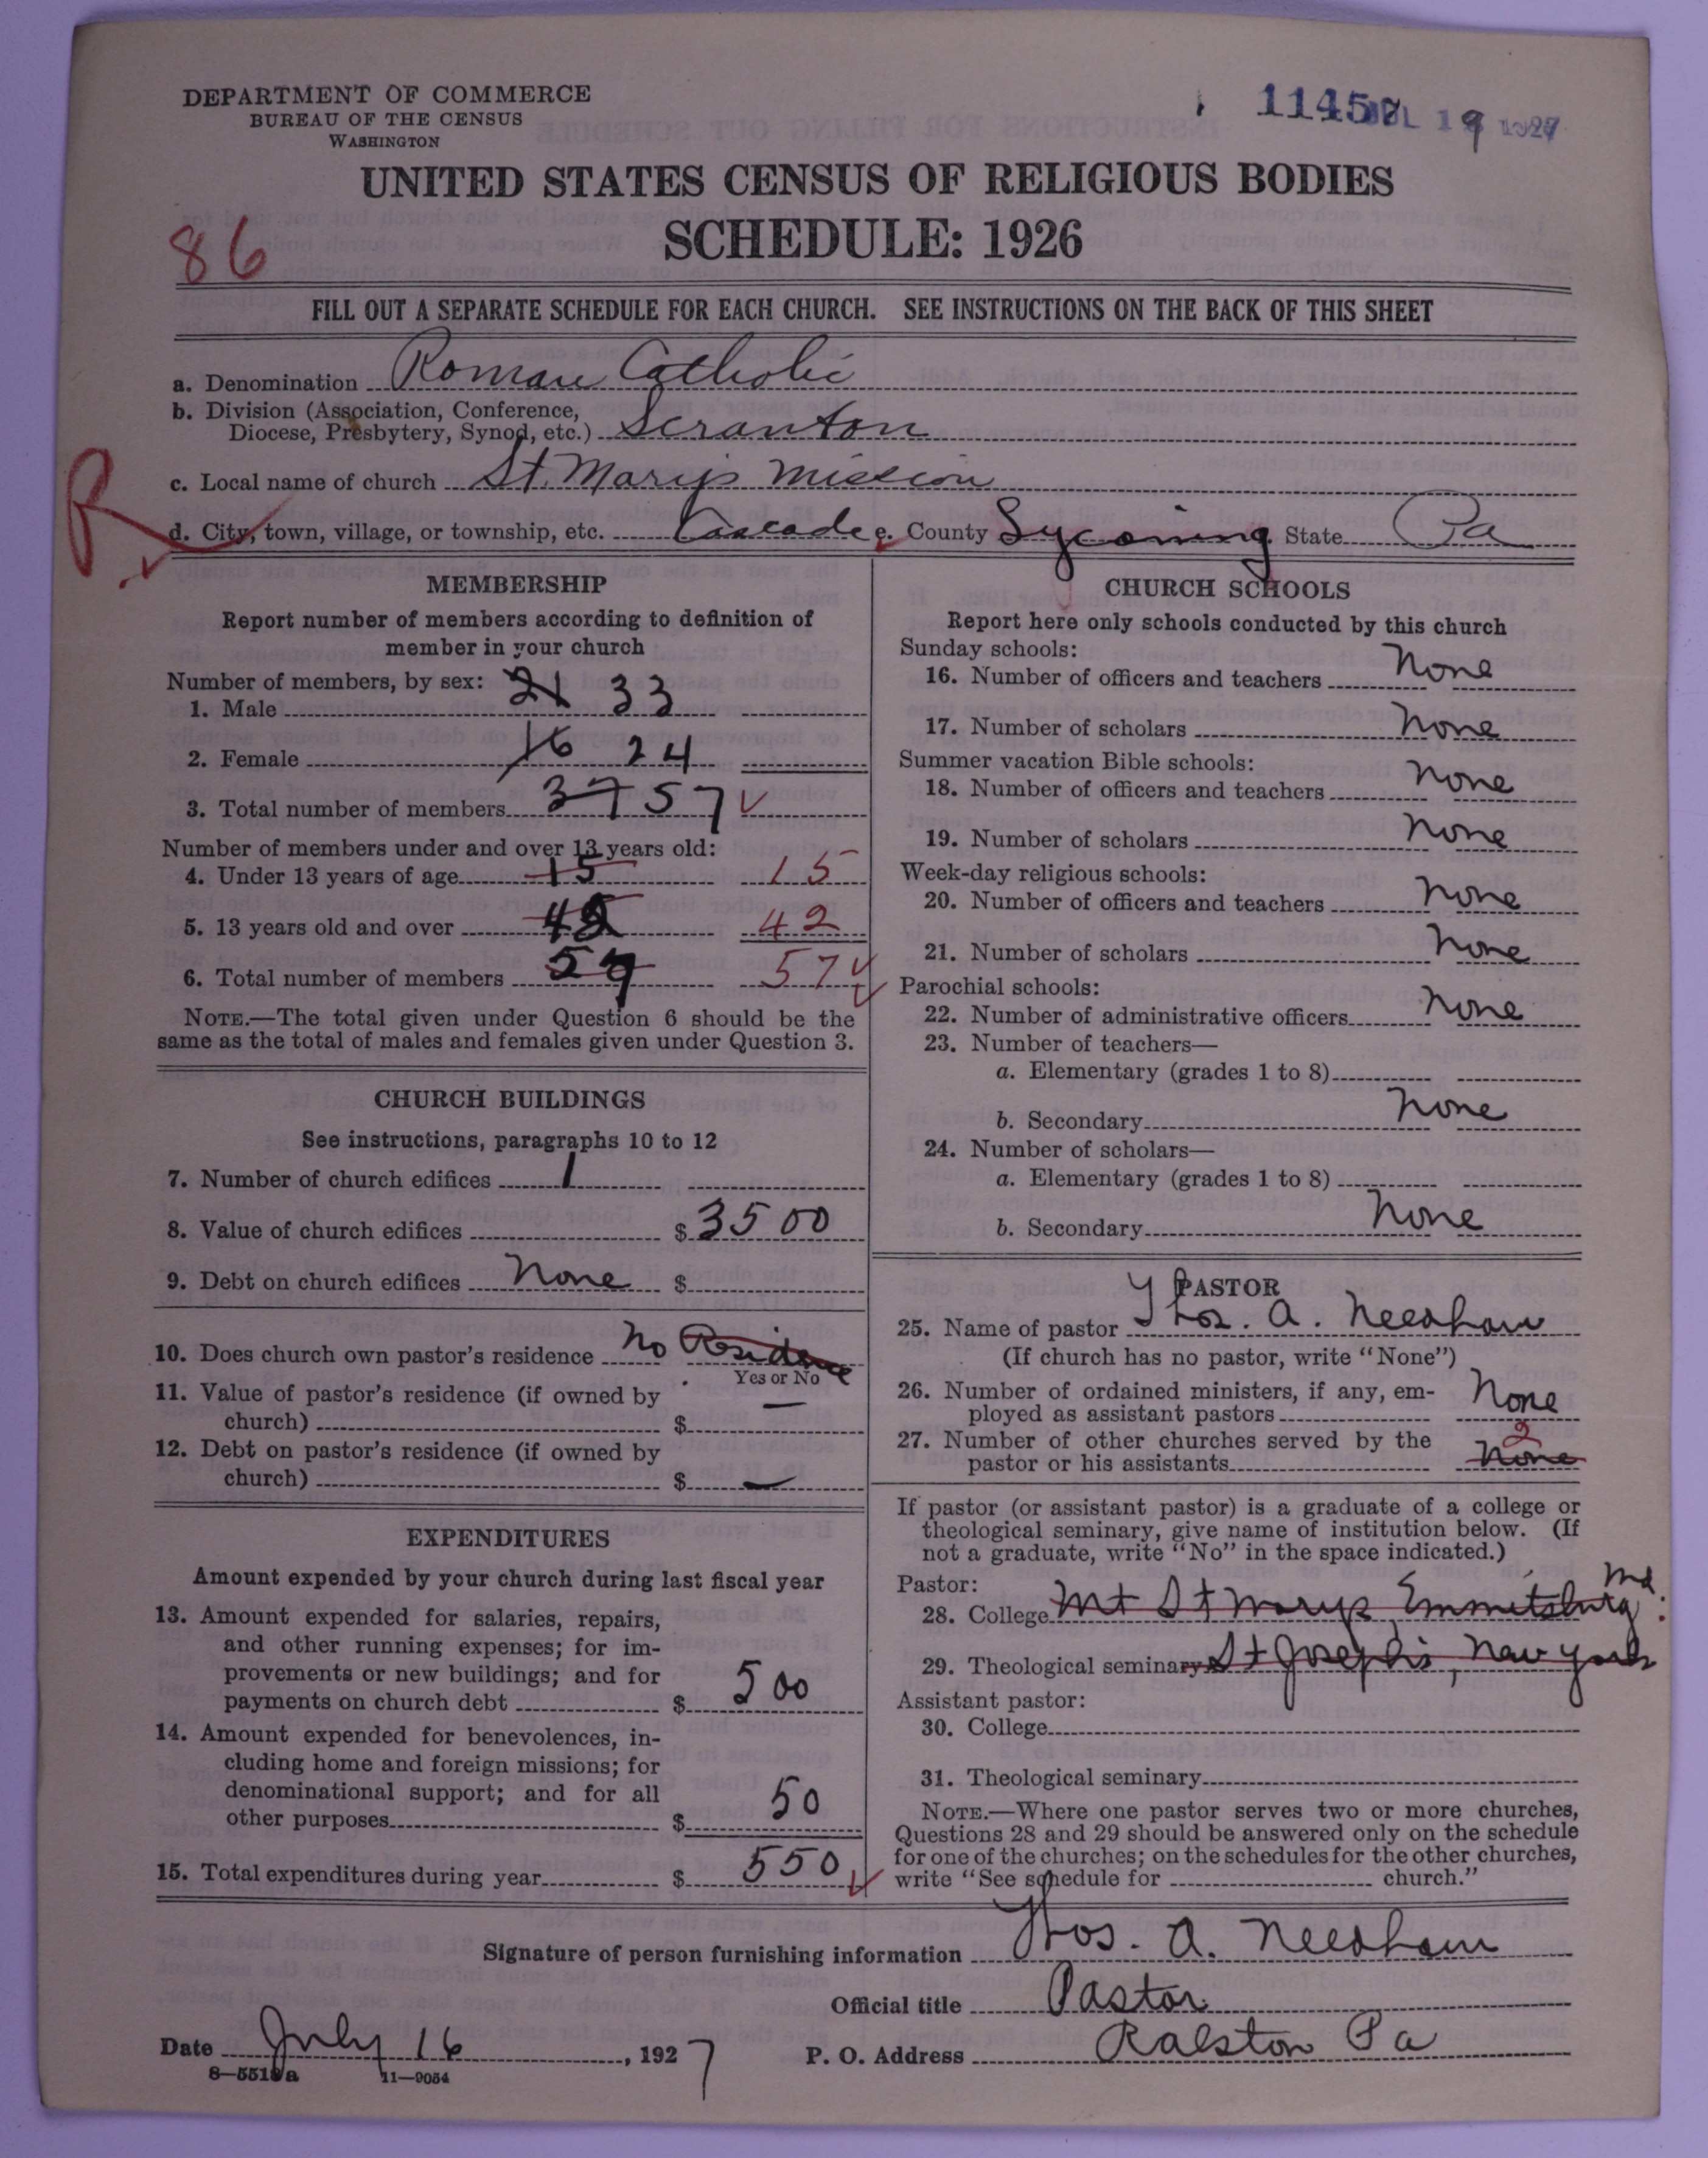 DEPARTMENT OF COMMERCE
BUREAU OF THE CENSUS
WASHINGTON
JUL 19 1927
UNITED STATES CENSUS OF RELIGIOUS BODIES
SCHEDULE: 1926
86
FILL OUT A SEPARATE SCHEDULE FOR EACH CHURCH. SEE INSTRUCTIONS ON THE BACK OF THIS SHEET
a. Denomination Roman Catholic
b. Division (Association, Conference,
Diocese, Presbytery, Synod, etc.) Scranton
c. Local name of church St. Mary's Mission
R
d. City, town, village, or township, etc. Cascade e. County Lycoming State Pa
MEMBERSHIP
Report number of members according to definition of
member in your church
Number of members, by sex:
1. Male 21 33
2. Female 16 24
3. Total number of members 37 57
Number of members under and over 13 years old:
4. Under 13 years of age 15 15
5. 13 years old and over 42 42
6. Total number of members 57 57
NOTE.—The total given under Question 6 should be the
same as the total of males and females given under Question 3.
CHURCH BUILDINGS
See instructions, paragraphs 10 to 12
7. Number of church edifices 1
8. Value of church edifices $ 3500
9. Debt on church edifices None $
10. Does church own pastor's residence No Residence
Yes or No
11. Value of pastor's residence (if owned by
church) $ —
12. Debt on pastor's residence (if owned by
church) $ —
EXPENDITURES
Amount expended by your church during last fiscal year
13. Amount expended for salaries, repairs,
and other running expenses; for im-
provements or new buildings; and for
payments on church debt $ 500
14. Amount expended for benevolences, in-
cluding home and foreign missions; for
denominational support; and for all
other purposes $ 50
15. Total expenditures during year $ 550
CHURCH SCHOOLS
Report here only schools conducted by this church
Sunday schools:
16. Number of officers and teachers None
17. Number of scholars None
Summer vacation Bible schools:
18. Number of officers and teachers None
19. Number of scholars None
Week-day religious schools:
20. Number of officers and teachers None
21. Number of scholars None
Parochial schools:
22. Number of administrative officers None
23. Number of teachers—
a. Elementary (grades 1 to 8)
b. Secondary None
24. Number of scholars—
a. Elementary (grades 1 to 8)
b. Secondary None
PASTOR
25. Name of pastor Thos. A. Needham
(If church has no pastor, write "None")
26. Number of ordained ministers, if any, em-
ployed as assistant pastors None
27. Number of other churches served by the
pastor or his assistants None 2
If pastor (or assistant pastor) is a graduate of a college or
theological seminary, give name of institution below. (If
not a graduate, write "No" in the space indicated.)
Pastor:
28. College Mt St Marys Emmitsburg Md.
29. Theological seminary St Joseph's, New York
Assistant pastor:
30. College
31. Theological seminary
NOTE.—Where one pastor serves two or more churches,
Questions 28 and 29 should be answered only on the schedule
for one of the churches; on the schedules for the other churches,
write "See schedule for church."
Signature of person furnishing information Thos. A. Needham
Official title Pastor
Date July 16, 1927 P. O. Address Ralston Pa
8—5518a 11—9054